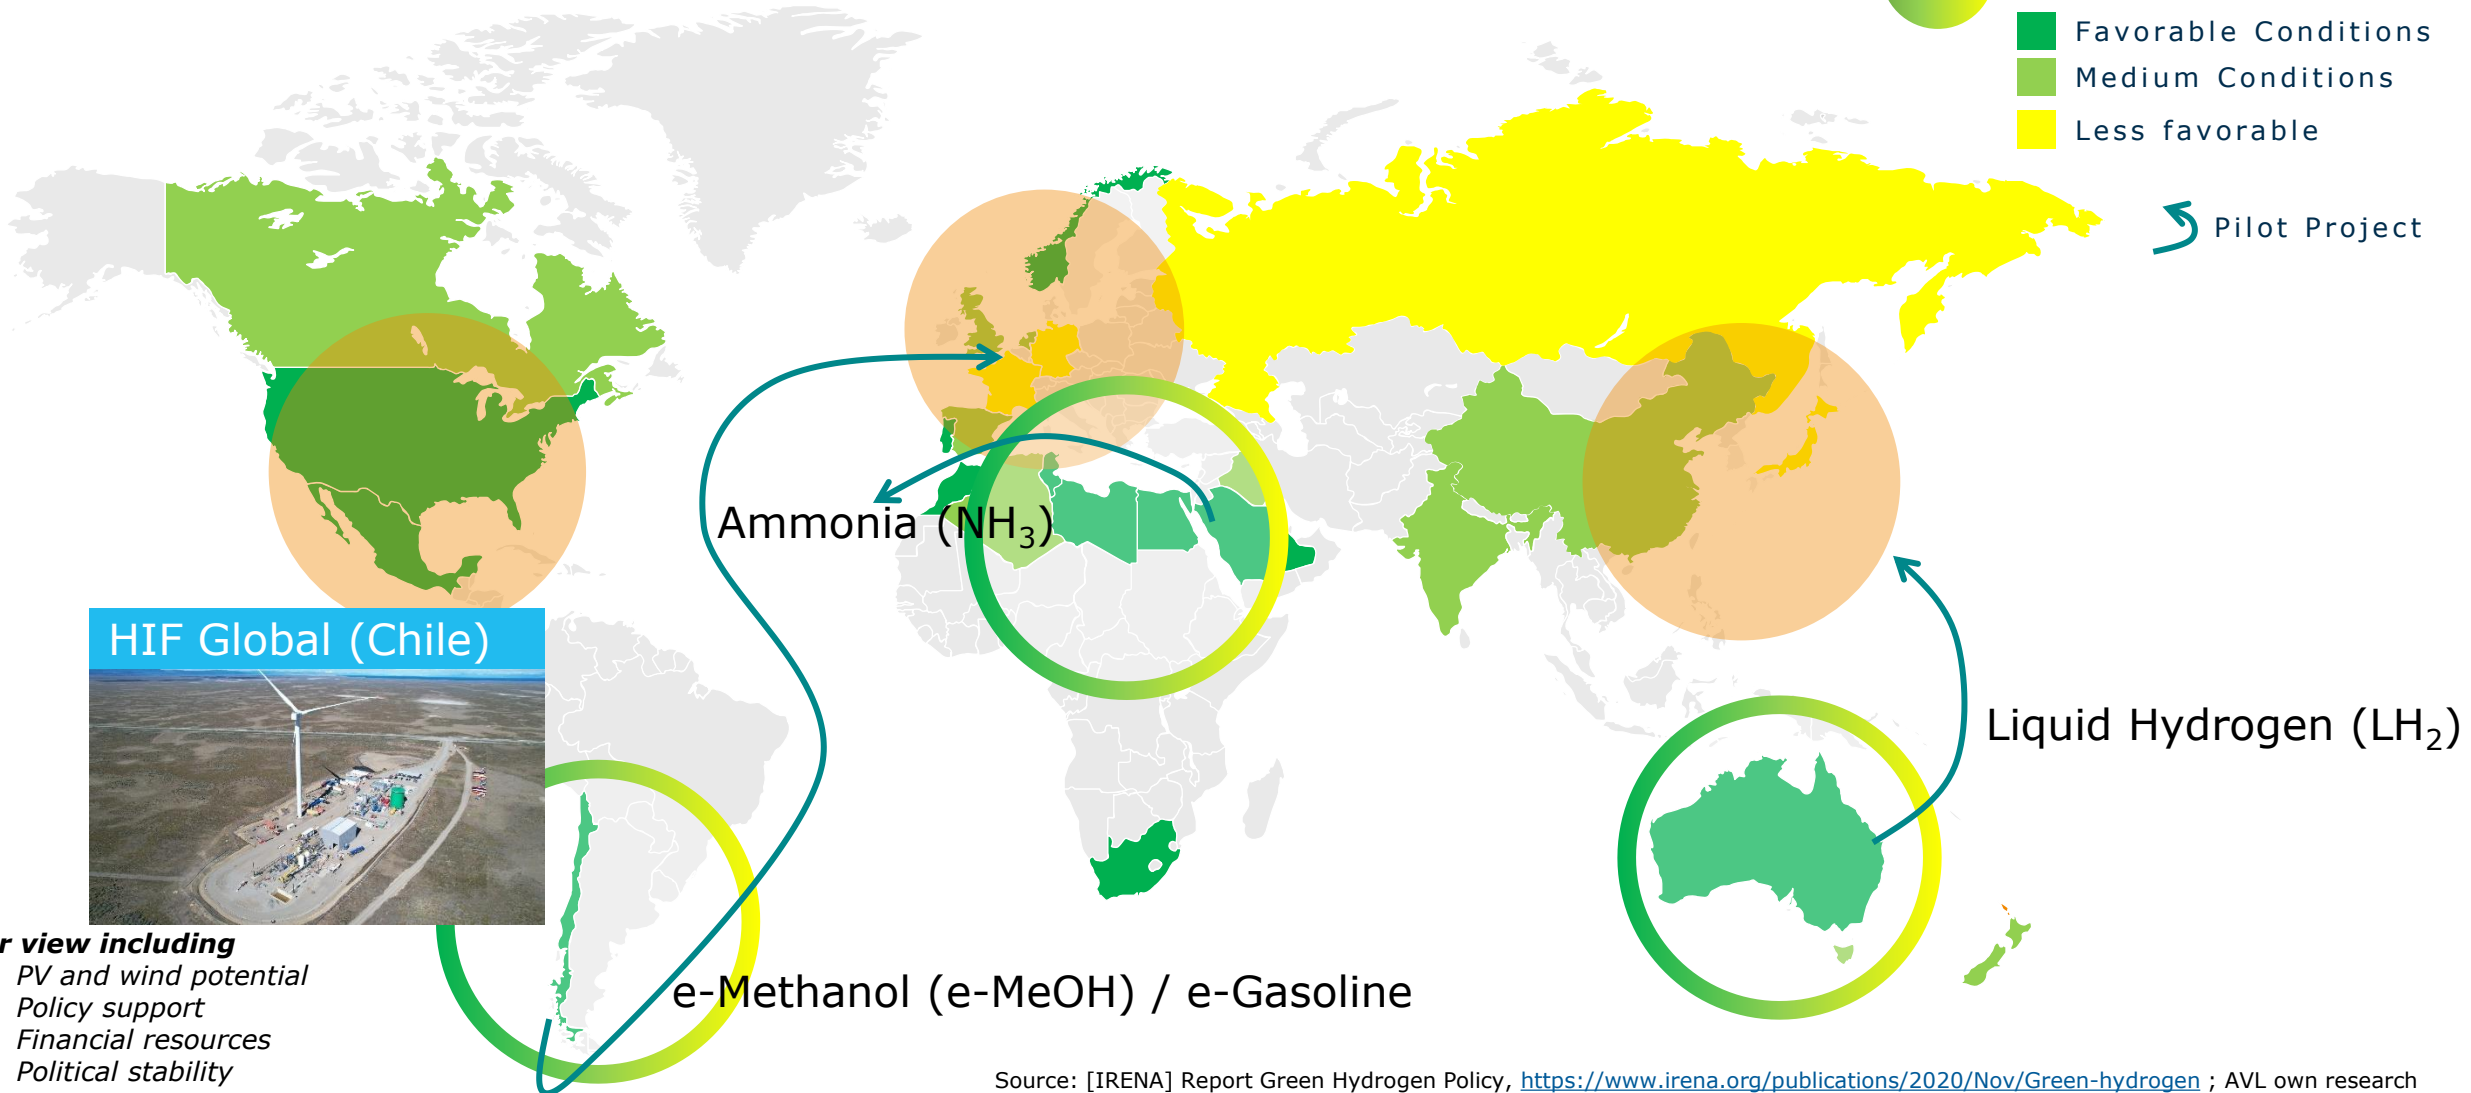 Favorable Conditions
Medium Conditions
Less favorable
Pilot Project
Ammonia (NH₃)
HIF Global (Chile)
Liquid Hydrogen (LH₂)
r view including
PV and wind potential
Policy support
Financial resources
Political stability
e-Methanol (e-MeOH) / e-Gasoline
Source: [IRENA] Report Green Hydrogen Policy, https://www.irena.org/publications/2020/Nov/Green-hydrogen ; AVL own research